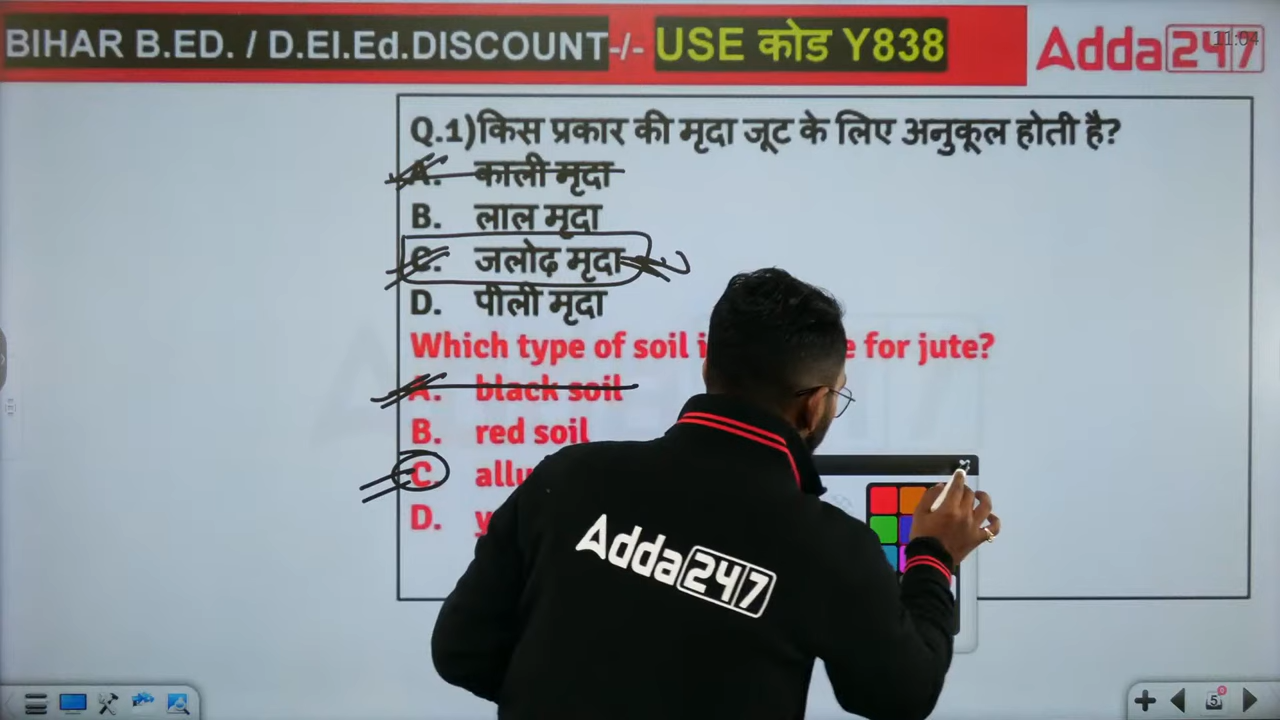 BIHAR B.ED. / D.El.Ed.DISCOUNT-/- USE कोड Y838
Adda247
11:04
Q.1)किस प्रकार की मृदा जूट के लिए अनुकूल होती है?
A. काली मृदा
B. लाल मृदा
C. जलोढ़ मृदा
D. पीली मृदा
Which type of soil for jute?
A. black soil
B. red soil
C.
D.
Adda247
5